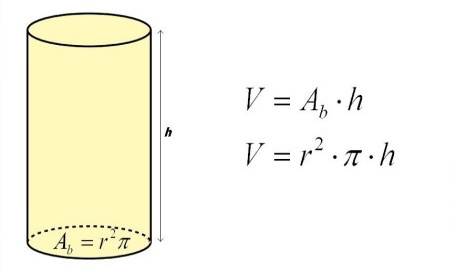 h
V = A_b · h
V = r² · π · h
A_b = r²π